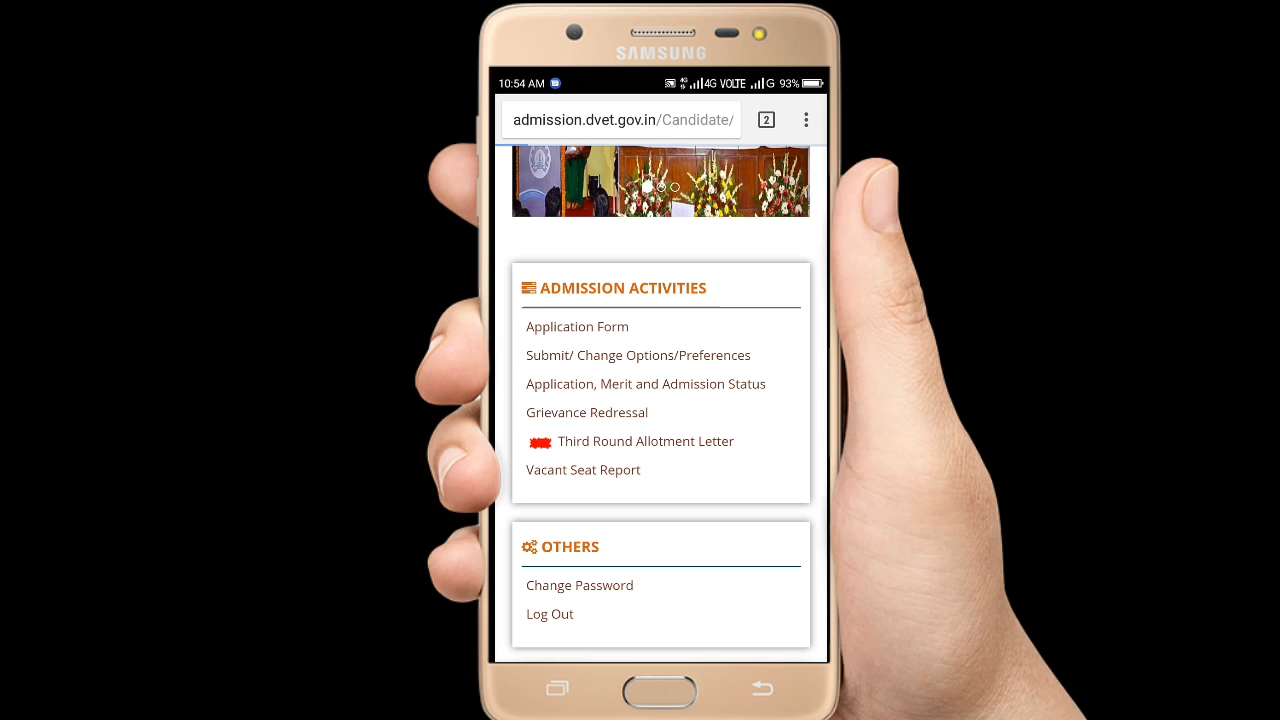 SAMSUNG
10:54 AM 4G 4G VOLTE G 93%
admission.dvet.gov.in/Candidate/ 2
ADMISSION ACTIVITIES
Application Form
Submit/ Change Options/Preferences
Application, Merit and Admission Status
Grievance Redressal
Third Round Allotment Letter
Vacant Seat Report
OTHERS
Change Password
Log Out